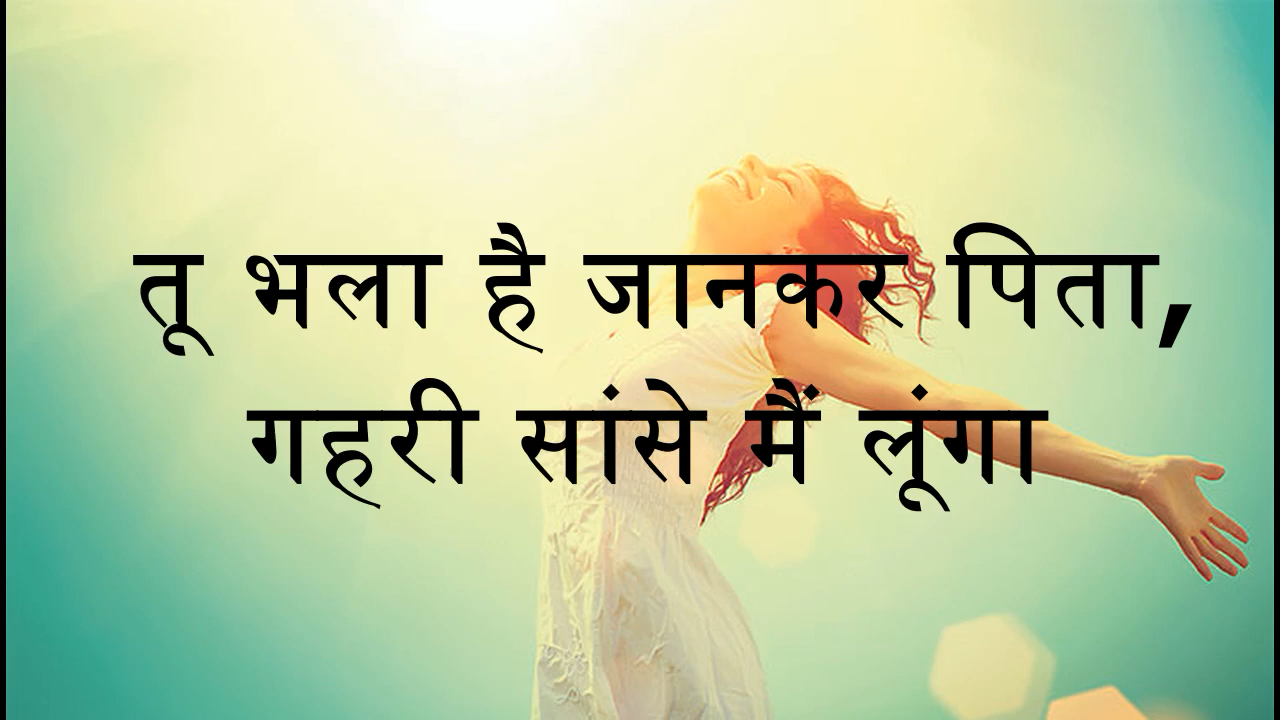 तू भला है जानकर पिता,
गहरी सांसे मैं लूंगा